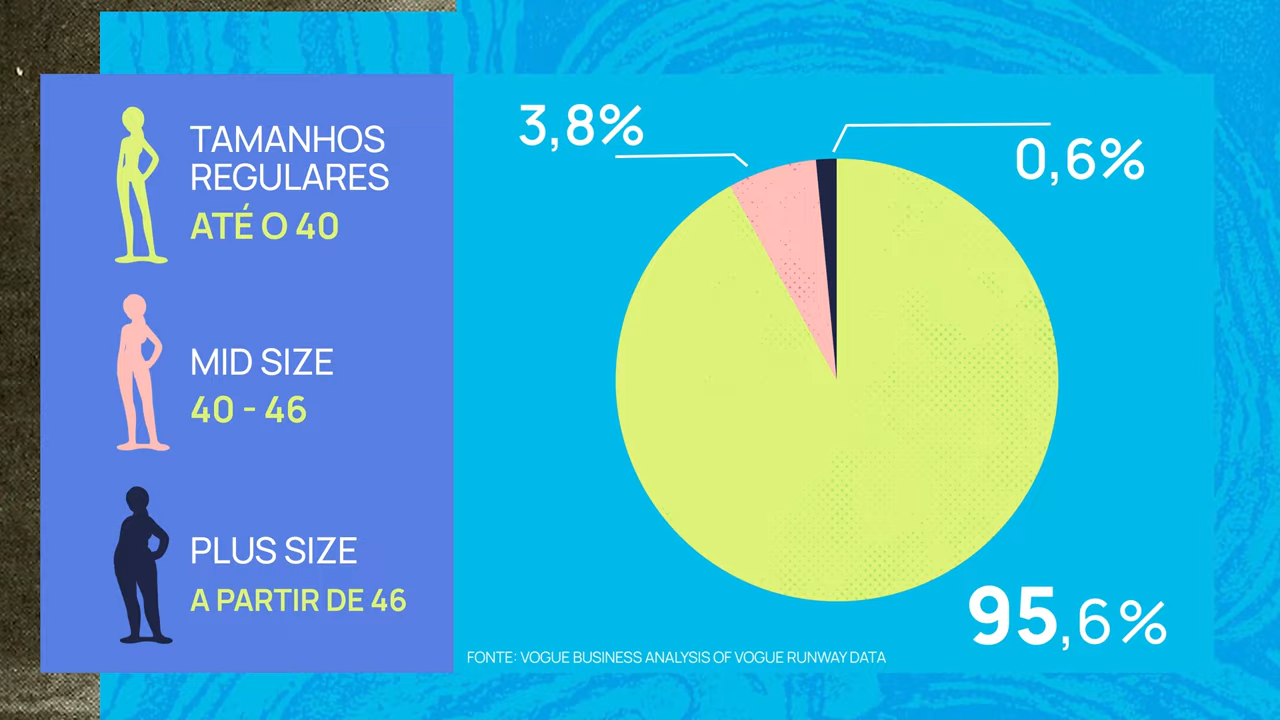 TAMANHOS
REGULARES
ATÉ O 40
MID SIZE
40 - 46
PLUS SIZE
A PARTIR DE 46
3,8%
0,6%
95,6%
FONTE: VOGUE BUSINESS ANALYSIS OF VOGUE RUNWAY DATA